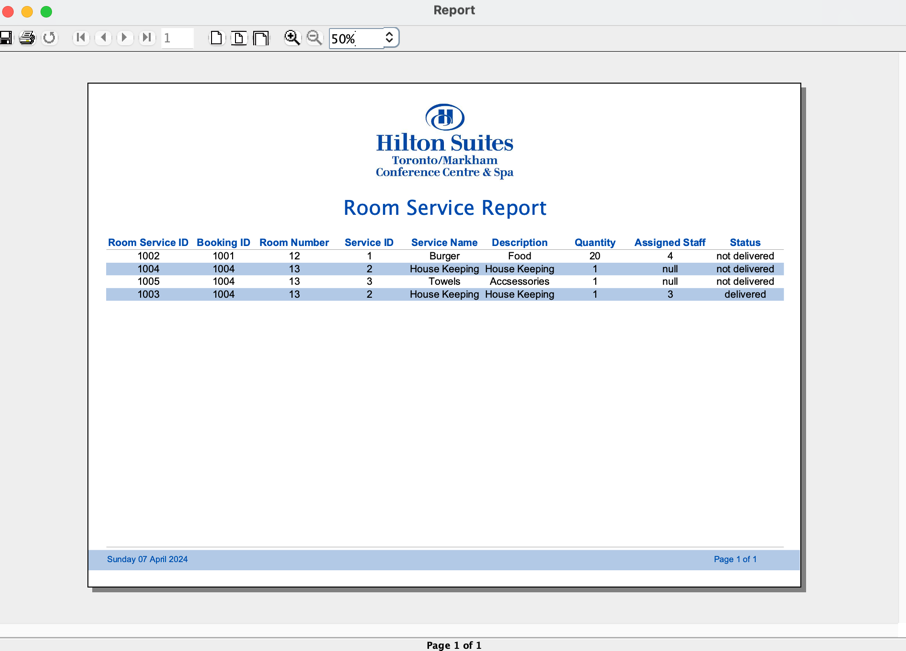 Report
1
50%
H
Hilton Suites
Toronto/Markham
Conference Centre & Spa
Room Service Report
Room Service ID Booking ID Room Number Service ID Service Name Description Quantity Assigned Staff Status
1002 1001 12 1 Burger Food 20 4 not delivered
1004 1004 13 2 House Keeping House Keeping 1 null not delivered
1005 1004 13 3 Towels Accsessories 1 null not delivered
1003 1004 13 2 House Keeping House Keeping 1 3 delivered
Sunday 07 April 2024 Page 1 of 1
Page 1 of 1